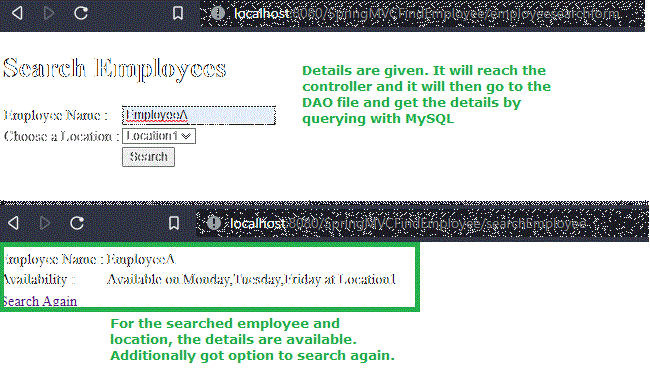 localhost:8080/SpringMVCFindEmployee/employeesearchform
Search Employees
Details are given. It will reach the
controller and it will then go to the
DAO file and get the details by
querying with MySQL
Employee Name : EmployeeA
Choose a Location : Location1
Search
localhost:8080/SpringMVCFindEmployee/searchEmployee
Employee Name : EmployeeA
Availability : Available on Monday,Tuesday,Friday at Location1
Search Again
For the searched employee and
location, the details are available.
Additionally got option to search again.